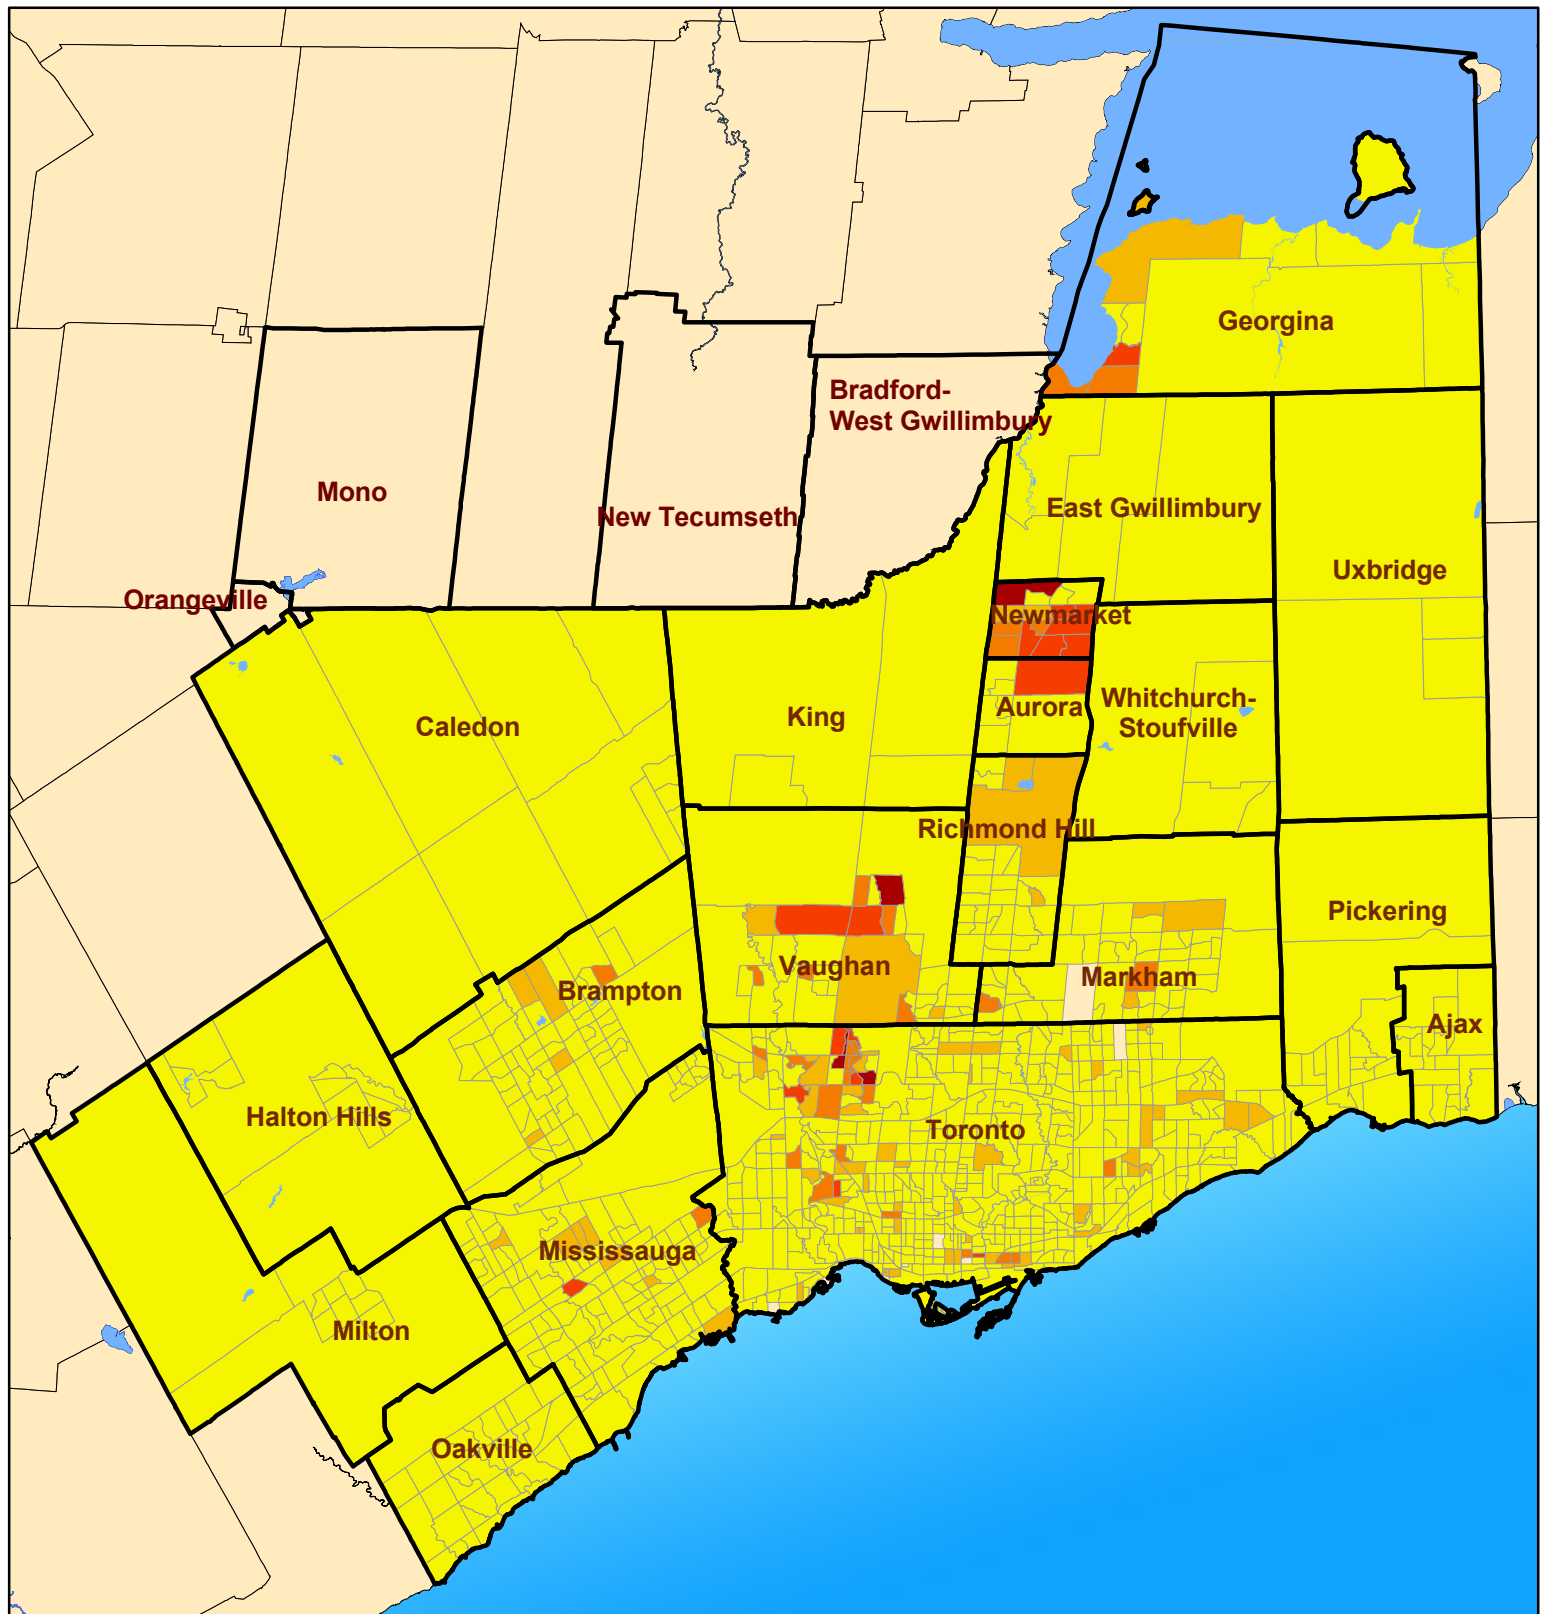 Georgina
Bradford-
West Gwillimbury
Mono
East Gwillimbury
New Tecumseth
Uxbridge
Orangeville
Newmarket
Whitchurch-
Stoufville
Aurora
King
Caledon
Richmond Hill
Pickering
Vaughan
Markham
Brampton
Ajax
Halton Hills
Toronto
Mississauga
Milton
Oakville